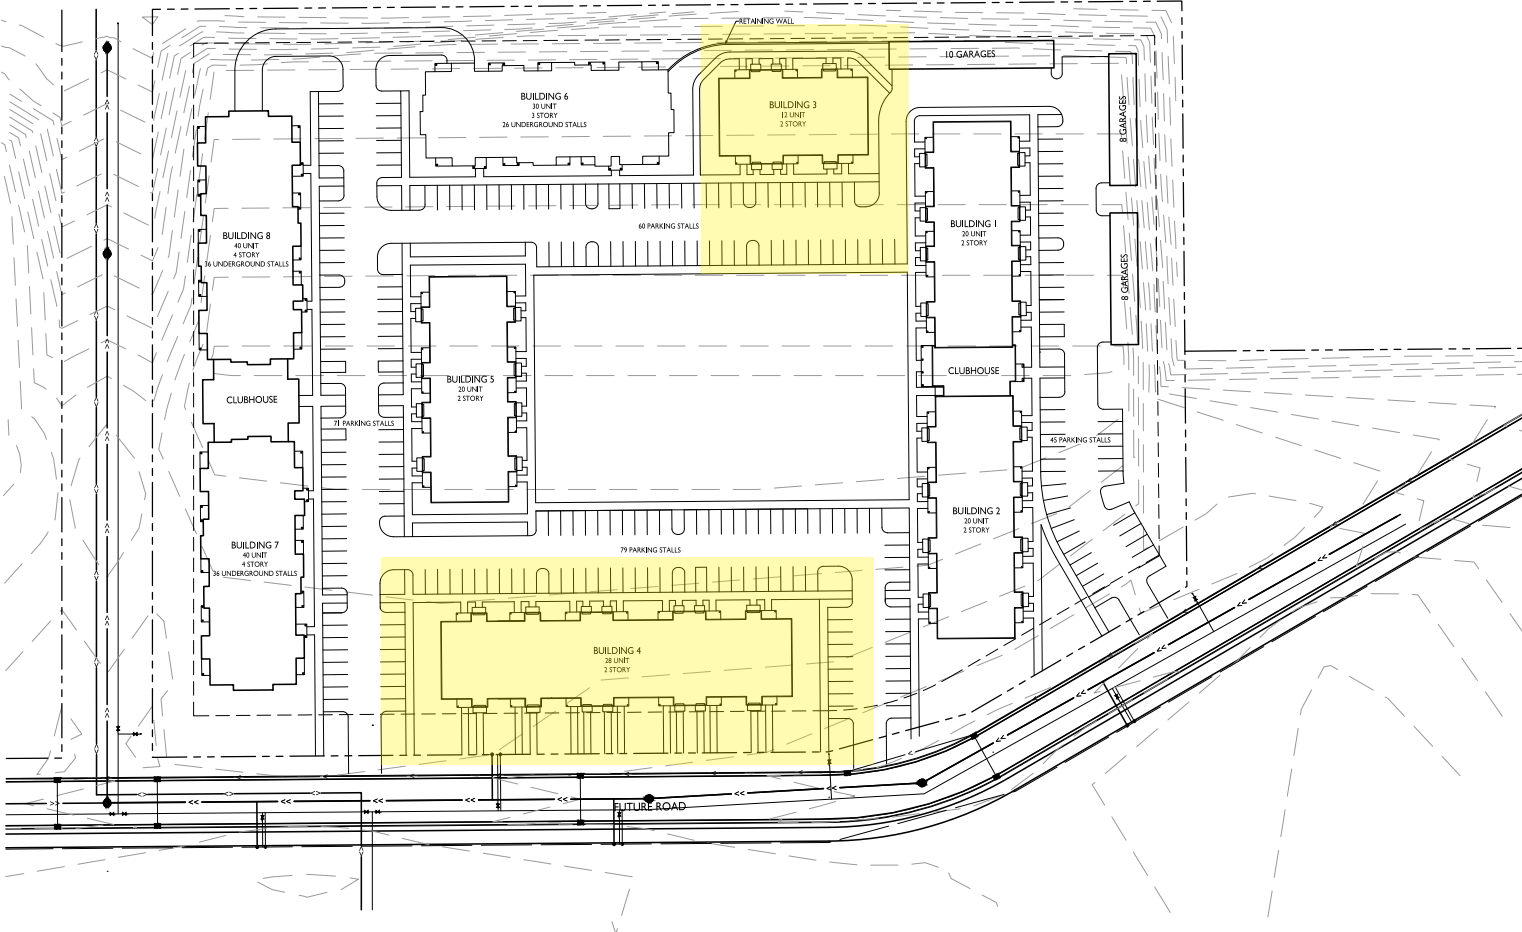 RETAINING WALL
10 GARAGES
BUILDING 6
30 UNIT
3 STORY
26 UNDERGROUND STALLS
BUILDING 3
12 UNIT
2 STORY
8 GARAGES
BUILDING 8
40 UNIT
4 STORY
36 UNDERGROUND STALLS
60 PARKING STALLS
BUILDING 1
20 UNIT
2 STORY
8 GARAGES
BUILDING 5
20 UNIT
2 STORY
CLUBHOUSE
CLUBHOUSE
71 PARKING STALLS
45 PARKING STALLS
BUILDING 2
20 UNIT
2 STORY
BUILDING 7
40 UNIT
4 STORY
36 UNDERGROUND STALLS
79 PARKING STALLS
BUILDING 4
28 UNIT
2 STORY
FUTURE ROAD